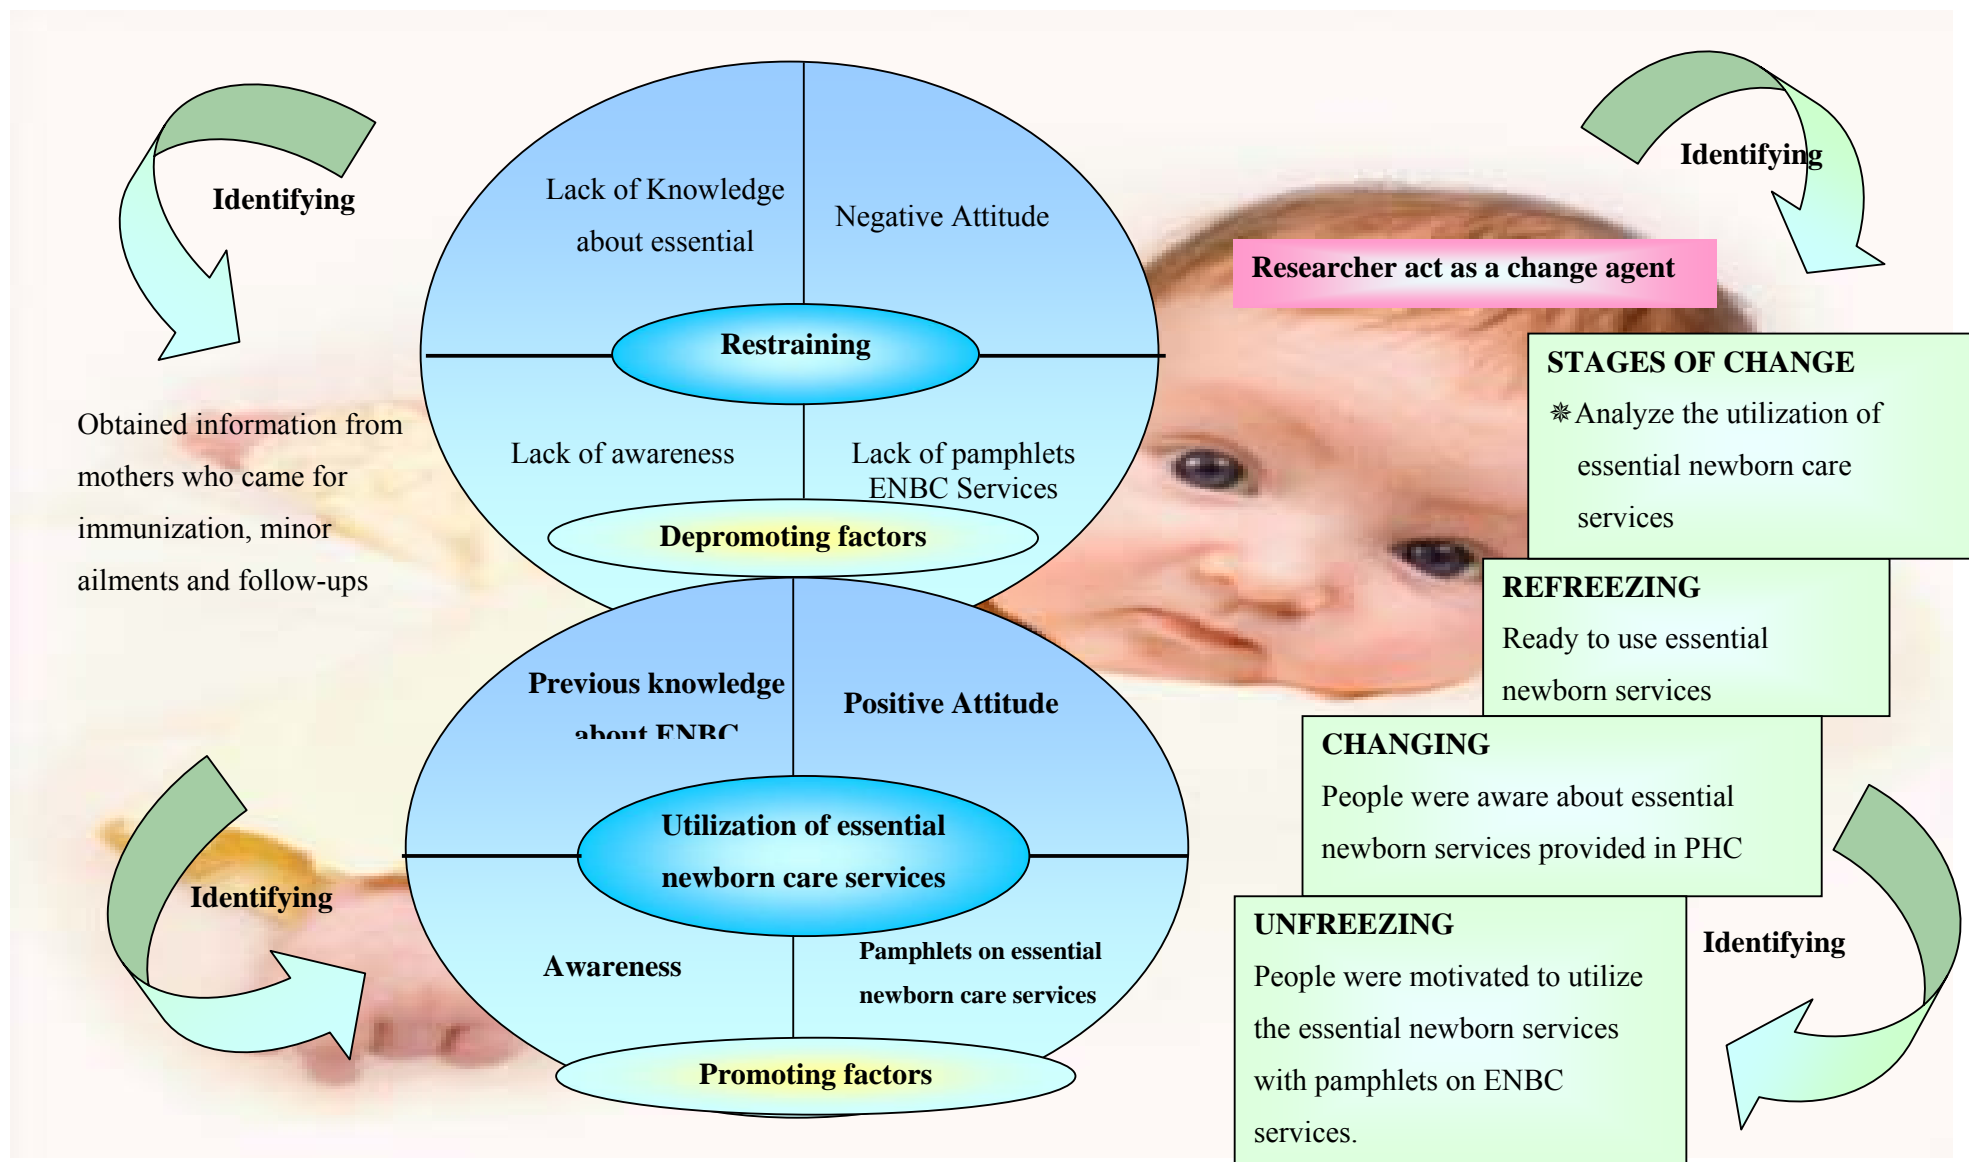 Identifying
Lack of Knowledge
about essential
Negative Attitude
Restraining
Lack of awareness
Lack of pamphlets
ENBC Services
Depromoting factors
Obtained information from
mothers who came for
immunization, minor
ailments and follow-ups
Identifying
Previous knowledge
about ENBC
Positive Attitude
Utilization of essential
newborn care services
Awareness
Pamphlets on essential
newborn care services
Promoting factors
Identifying
Researcher act as a change agent
STAGES OF CHANGE
✵Analyze the utilization of
essential newborn care
services
REFREEZING
Ready to use essential
newborn services
CHANGING
People were aware about essential
newborn services provided in PHC
UNFREEZING
People were motivated to utilize
the essential newborn services
with pamphlets on ENBC
services.
Identifying